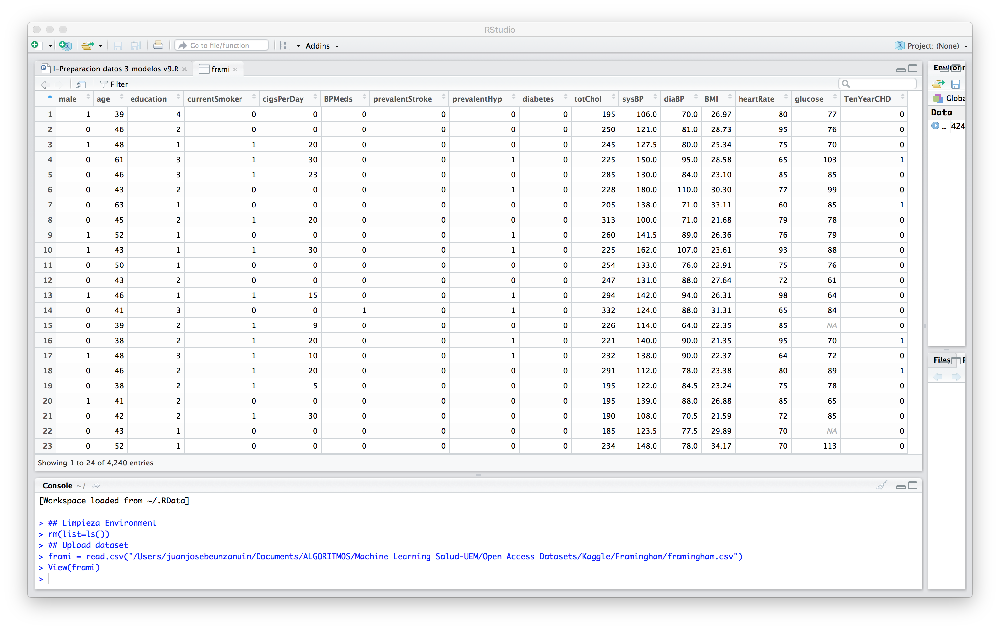 RStudio
Go to file/function Addins Project: (None)
I-Preparacion datos 3 modelos v9.R frami
Filter
male age education currentSmoker cigsPerDay BPMeds prevalentStroke prevalentHyp diabetes totChol sysBP diaBP BMI heartRate glucose TenYearCHD
1 1 39 4 0 0 0 0 0 0 195 106.0 70.0 26.97 80 77 0
2 0 46 2 0 0 0 0 0 0 250 121.0 81.0 28.73 95 76 0
3 1 48 1 1 20 0 0 0 0 245 127.5 80.0 25.34 75 70 0
4 0 61 3 1 30 0 0 1 0 225 150.0 95.0 28.58 65 103 1
5 0 46 3 1 23 0 0 0 0 285 130.0 84.0 23.10 85 85 0
6 0 43 2 0 0 0 0 1 0 228 180.0 110.0 30.30 77 99 0
7 0 63 1 0 0 0 0 0 0 205 138.0 71.0 33.11 60 85 1
8 0 45 2 1 20 0 0 0 0 313 100.0 71.0 21.68 79 78 0
9 1 52 1 0 0 0 0 1 0 260 141.5 89.0 26.36 76 79 0
10 1 43 1 1 30 0 0 1 0 225 162.0 107.0 23.61 93 88 0
11 0 50 1 0 0 0 0 0 0 254 133.0 76.0 22.91 75 76 0
12 0 43 2 0 0 0 0 0 0 247 131.0 88.0 27.64 72 61 0
13 1 46 1 1 15 0 0 1 0 294 142.0 94.0 26.31 98 64 0
14 0 41 3 0 0 1 0 1 0 332 124.0 88.0 31.31 65 84 0
15 0 39 2 1 9 0 0 0 0 226 114.0 64.0 22.35 85 NA 0
16 0 38 2 1 20 0 0 1 0 221 140.0 90.0 21.35 95 70 1
17 1 48 3 1 10 0 0 1 0 232 138.0 90.0 22.37 64 72 0
18 0 46 2 1 20 0 0 0 0 291 112.0 78.0 23.38 80 89 1
19 0 38 2 1 5 0 0 0 0 195 122.0 84.5 23.24 75 78 0
20 1 41 2 0 0 0 0 0 0 195 139.0 88.0 26.88 85 65 0
21 0 42 2 1 30 0 0 0 0 190 108.0 70.5 21.59 72 85 0
22 0 43 1 0 0 0 0 0 0 185 123.5 77.5 29.89 70 NA 0
23 0 52 1 0 0 0 0 0 0 234 148.0 78.0 34.17 70 113 0
Showing 1 to 24 of 4,240 entries
Console ~/
[Workspace loaded from ~/.RData]
> ## Limpieza Environment
> rm(list=ls())
> ## Upload dataset
> frami = read.csv("/Users/juanjosebeunzanuin/Documents/ALGORITMOS/Machine Learning Salud-UEM/Open Access Datasets/Kaggle/Framingham/framingham.csv")
> View(frami)
>
Globa
Data
... 424
Files